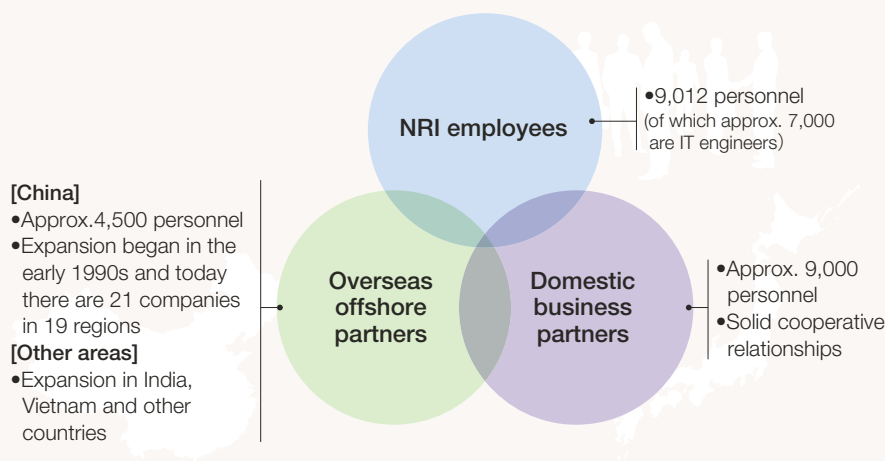 NRI employees
•9,012 personnel
(of which approx. 7,000
are IT engineers)
[China]
•Approx.4,500 personnel
•Expansion began in the
early 1990s and today
there are 21 companies
in 19 regions
[Other areas]
•Expansion in India,
Vietnam and other
countries
Overseas
offshore
partners
Domestic
business
partners
•Approx. 9,000
personnel
•Solid cooperative
relationships